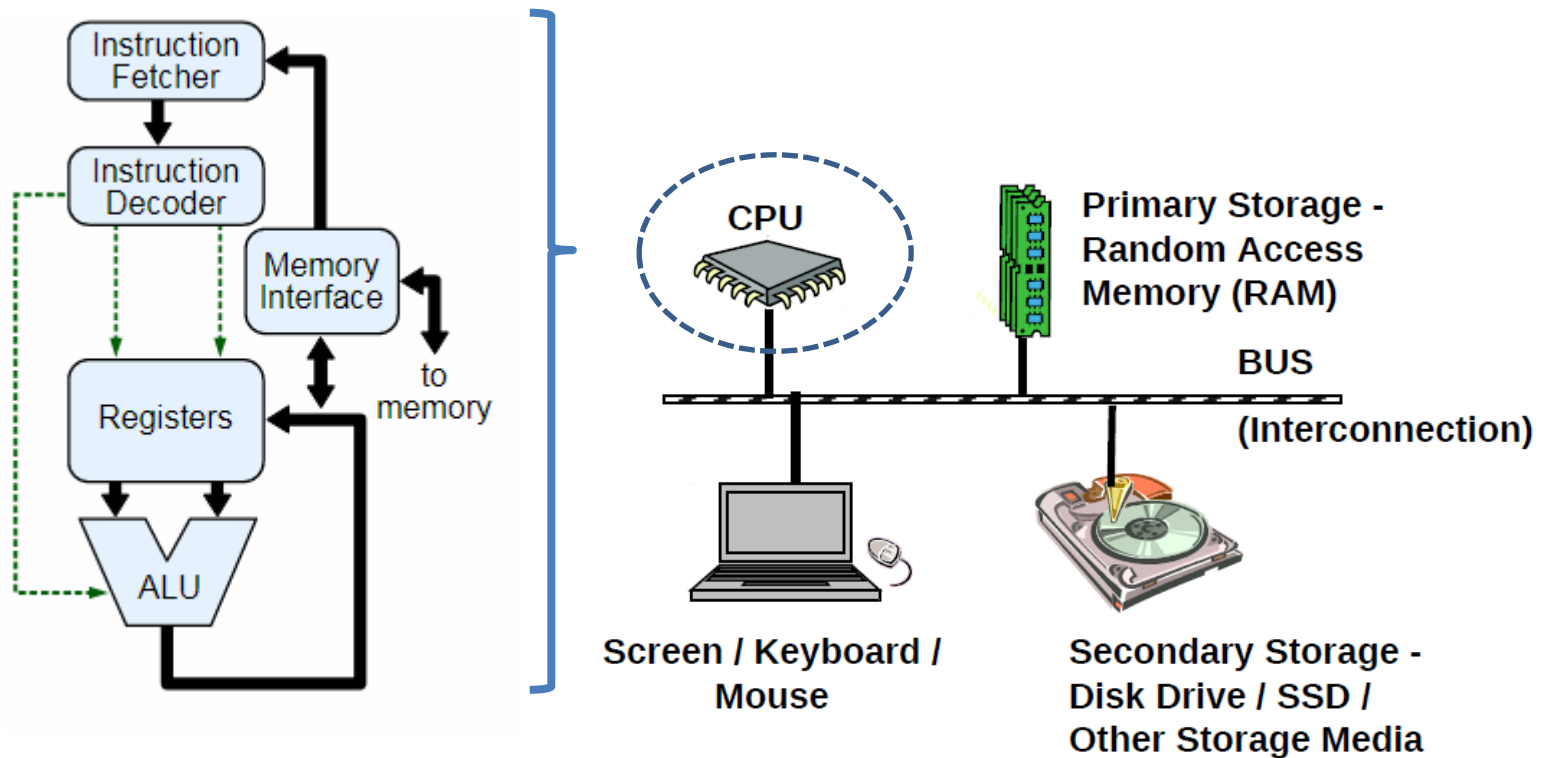 Instruction
Fetcher
Instruction
Decoder
Memory
Interface
to
memory
Registers
ALU
CPU
Primary Storage -
Random Access
Memory (RAM)
BUS
(Interconnection)
Screen / Keyboard /
Mouse
Secondary Storage -
Disk Drive / SSD /
Other Storage Media